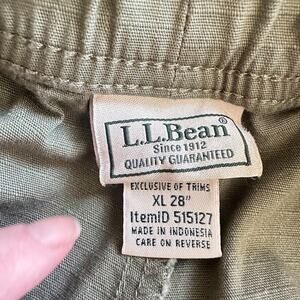 L.L.Bean
Since 1912
QUALITY GUARANTEED
EXCLUSIVE OF TRIMS
XL 28"
ItemID 515127
MADE IN INDONESIA
CARE ON REVERSE